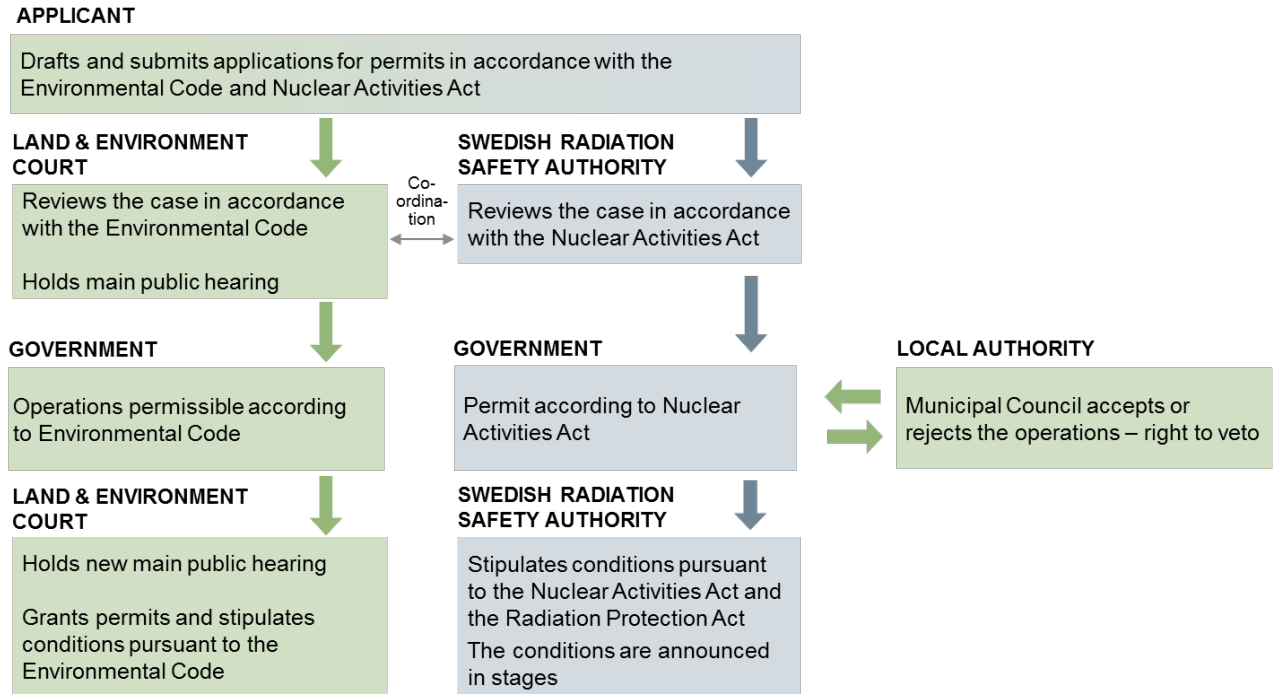 APPLICANT
Drafts and submits applications for permits in accordance with the
Environmental Code and Nuclear Activities Act
LAND & ENVIRONMENT
COURT
Reviews the case in accordance
with the Environmental Code
Holds main public hearing
Co-
ordina-
tion
SWEDISH RADIATION
SAFETY AUTHORITY
Reviews the case in accordance
with the Nuclear Activities Act
GOVERNMENT
Operations permissible according
to Environmental Code
GOVERNMENT
Permit according to Nuclear
Activities Act
LOCAL AUTHORITY
Municipal Council accepts or
rejects the operations – right to veto
LAND & ENVIRONMENT
COURT
Holds new main public hearing
Grants permits and stipulates
conditions pursuant to the
Environmental Code
SWEDISH RADIATION
SAFETY AUTHORITY
Stipulates conditions pursuant
to the Nuclear Activities Act and
the Radiation Protection Act
The conditions are announced
in stages